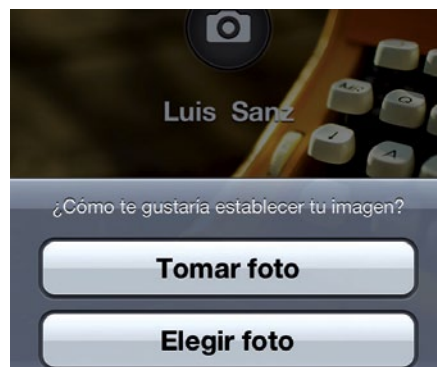 Luis Sanz
¿Cómo te gustaría establecer tu imagen?
Tomar foto
Elegir foto